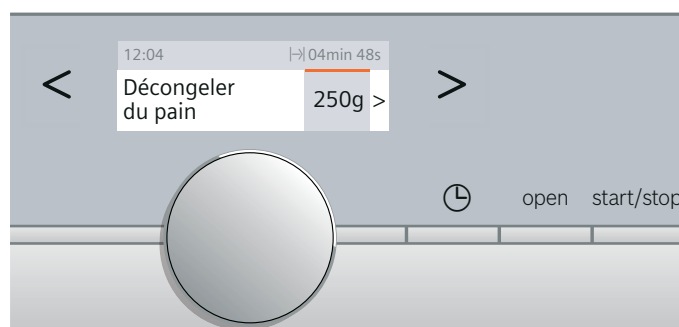 12:04 04min 48s
Décongeler
du pain
250g >
< >
open start/stop